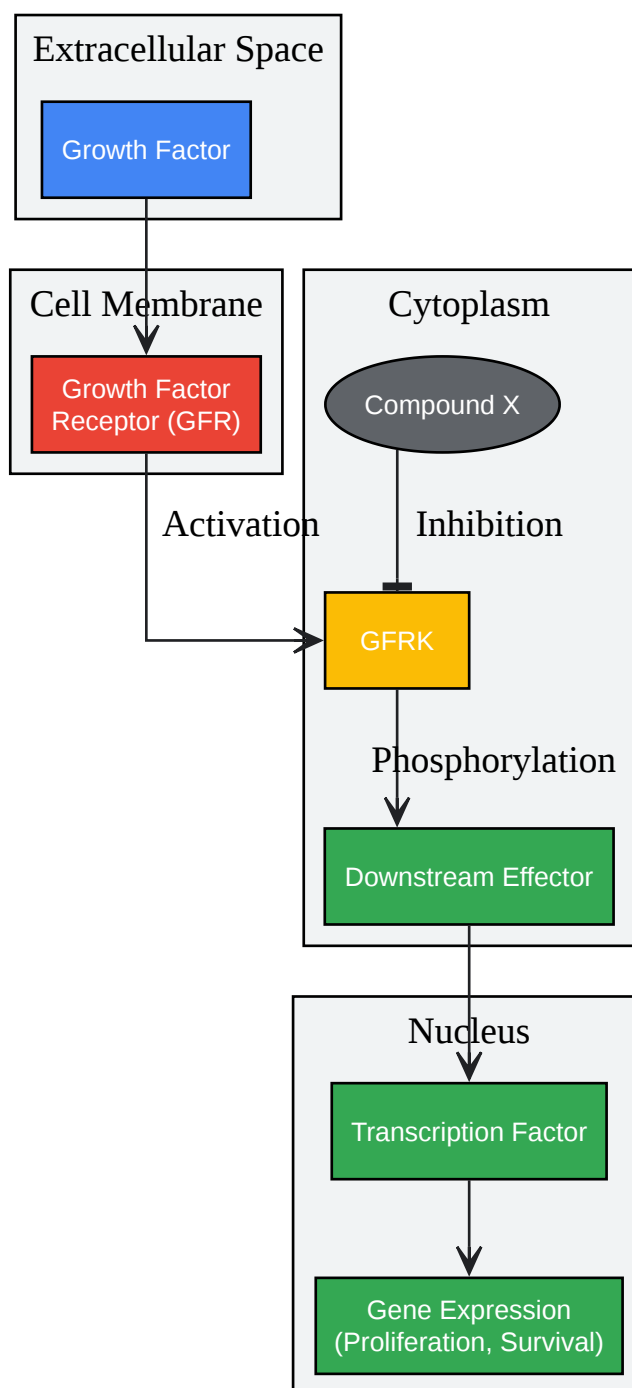 Extracellular Space
Growth Factor
Cell Membrane
Growth Factor
Receptor (GFR)
Cytoplasm
Compound X
Activation
Inhibition
GFRK
Phosphorylation
Downstream Effector
Nucleus
Transcription Factor
Gene Expression
(Proliferation, Survival)